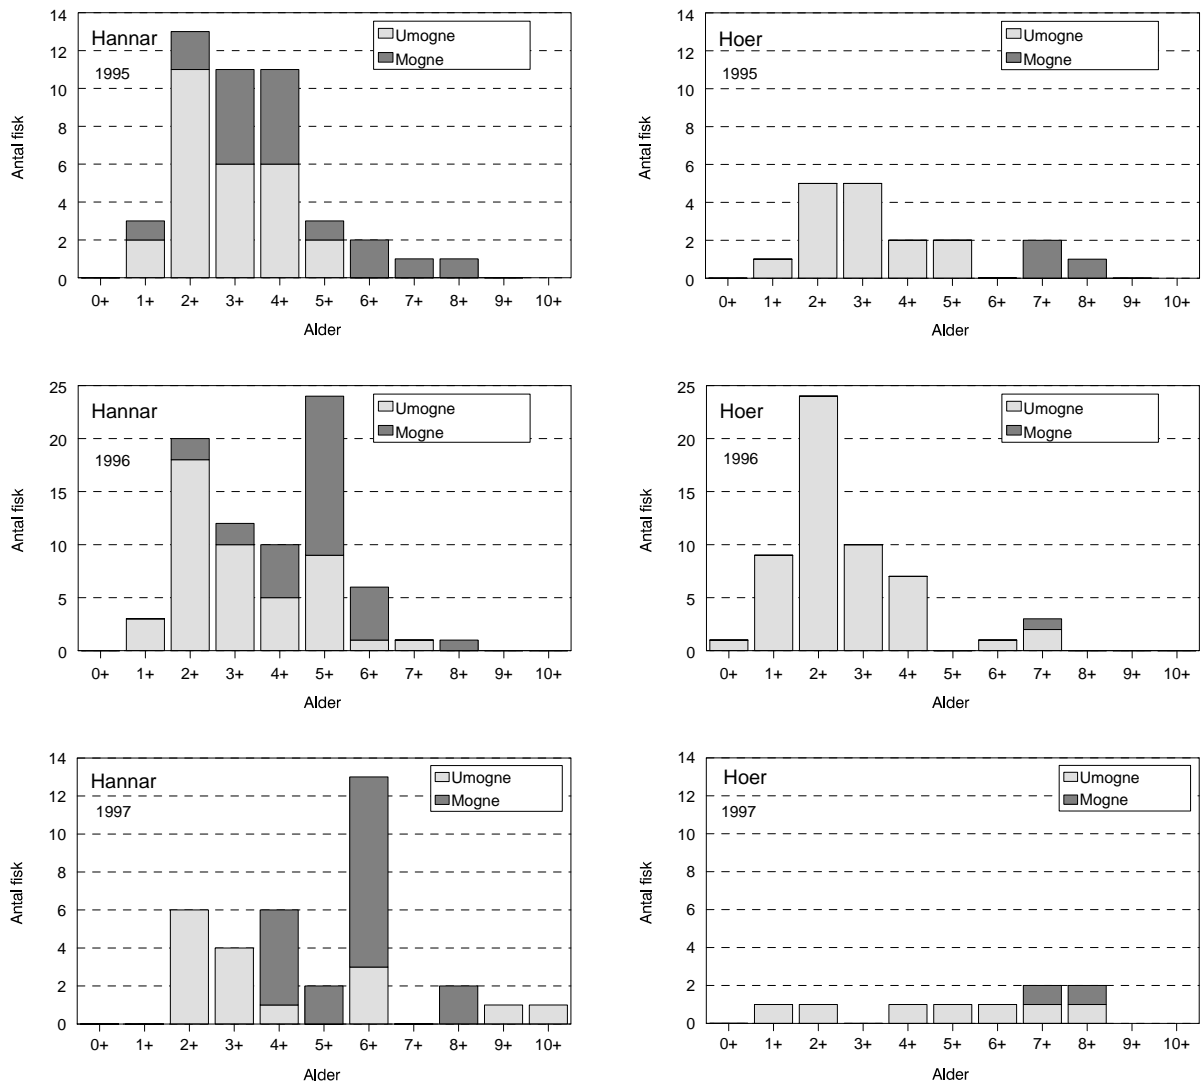 Hannar
1995
Umogne
Mogne
Antal fisk
14
12
10
8
6
4
2
0
0+ 1+ 2+ 3+ 4+ 5+ 6+ 7+ 8+ 9+ 10+
Alder
Hoer
1995
Umogne
Mogne
Antal fisk
14
12
10
8
6
4
2
0
0+ 1+ 2+ 3+ 4+ 5+ 6+ 7+ 8+ 9+ 10+
Alder
Hannar
1996
Umogne
Mogne
Antal fisk
25
20
15
10
5
0
0+ 1+ 2+ 3+ 4+ 5+ 6+ 7+ 8+ 9+ 10+
Alder
Hoer
1996
Umogne
Mogne
Antal fisk
25
20
15
10
5
0
0+ 1+ 2+ 3+ 4+ 5+ 6+ 7+ 8+ 9+ 10+
Alder
Hannar
1997
Umogne
Mogne
Antal fisk
14
12
10
8
6
4
2
0
0+ 1+ 2+ 3+ 4+ 5+ 6+ 7+ 8+ 9+ 10+
Alder
Hoer
1997
Umogne
Mogne
Antal fisk
14
12
10
8
6
4
2
0
0+ 1+ 2+ 3+ 4+ 5+ 6+ 7+ 8+ 9+ 10+
Alder